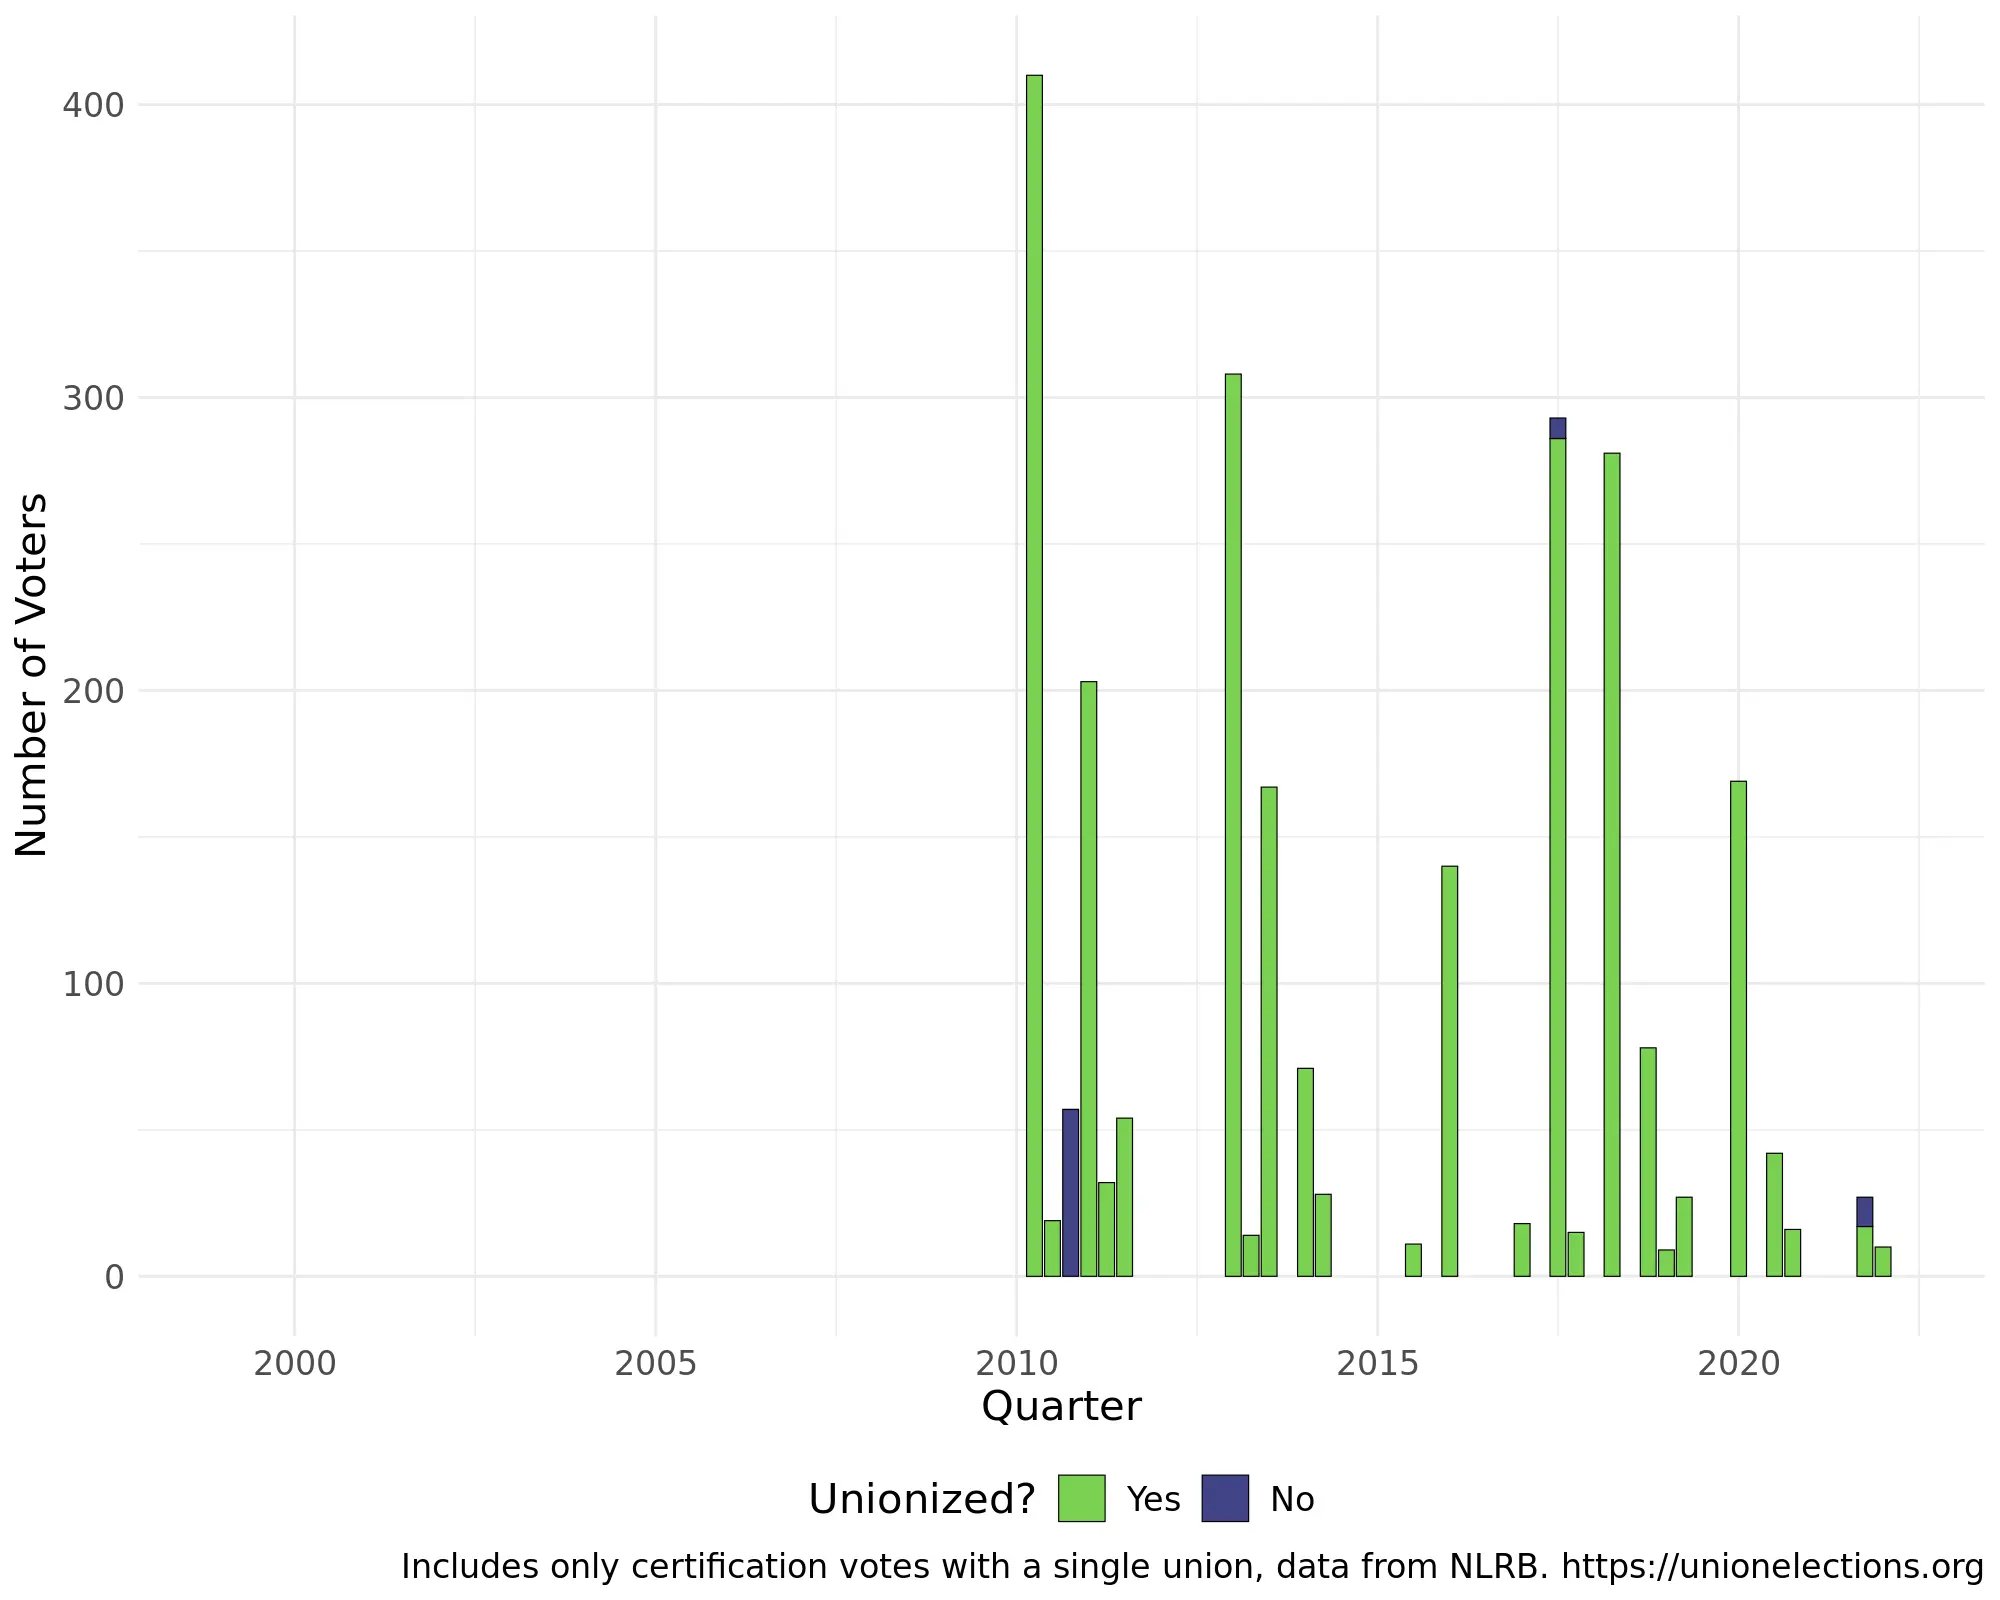 400
300
200
100
0
Number of Voters
2000 2005 2010 2015 2020
Quarter
Unionized? Yes No
Includes only certification votes with a single union, data from NLRB. https://unionelections.org